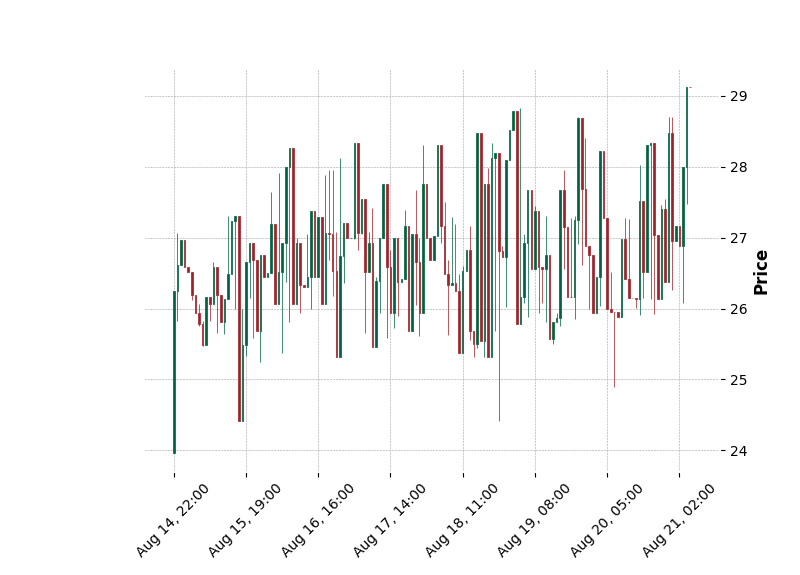 29
28
27
26
25
24
Price
Aug 14, 22:00
Aug 15, 19:00
Aug 16, 16:00
Aug 17, 14:00
Aug 18, 11:00
Aug 19, 08:00
Aug 20, 05:00
Aug 21, 02:00